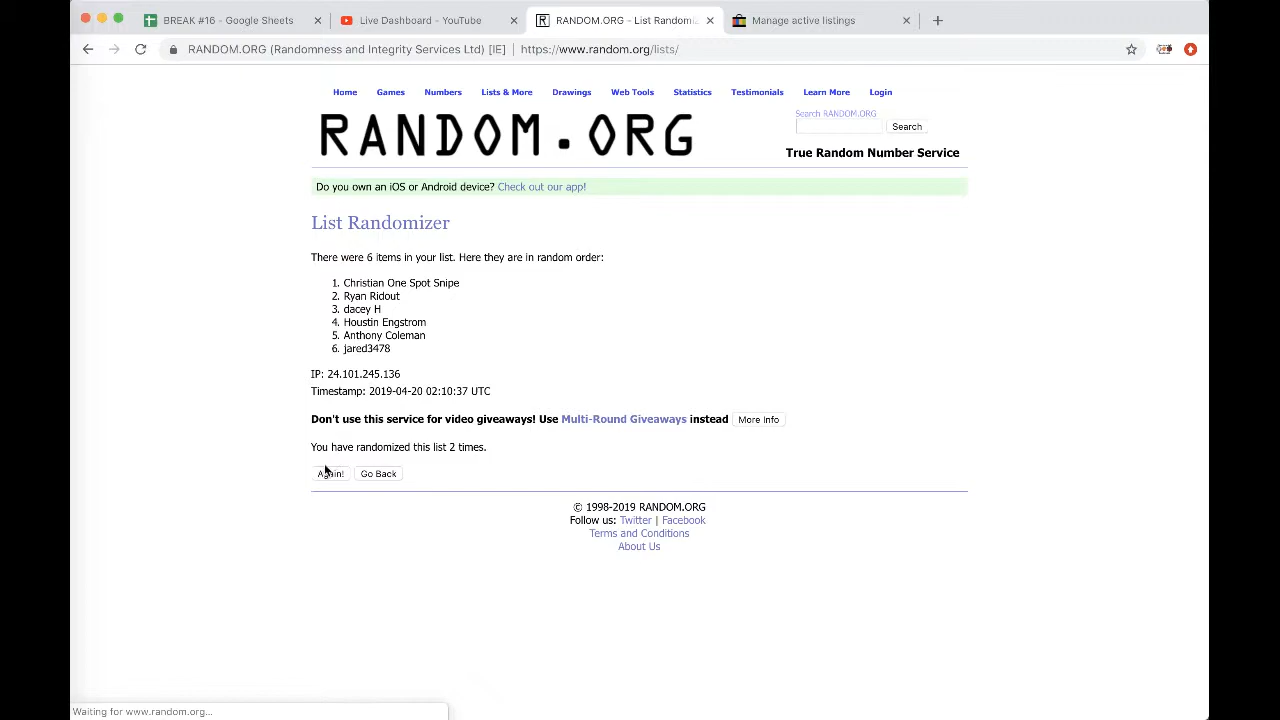 BREAK #16 - Google Sheets
Live Dashboard - YouTube
RANDOM.ORG - List Randomiz
Manage active listings
RANDOM.ORG (Randomness and Integrity Services Ltd) [IE] https://www.random.org/lists/
Home Games Numbers Lists & More Drawings Web Tools Statistics Testimonials Learn More Login
Search RANDOM.ORG
Search
RANDOM.ORG
True Random Number Service
Do you own an iOS or Android device? Check out our app!
List Randomizer
There were 6 items in your list. Here they are in random order:
1. Christian One Spot Snipe
2. Ryan Ridout
3. dacey H
4. Houstin Engstrom
5. Anthony Coleman
6. jared3478
IP: 24.101.245.136
Timestamp: 2019-04-20 02:10:37 UTC
Don't use this service for video giveaways! Use Multi-Round Giveaways instead More Info
You have randomized this list 2 times.
Again! Go Back
© 1998-2019 RANDOM.ORG
Follow us: Twitter | Facebook
Terms and Conditions
About Us
Waiting for www.random.org...